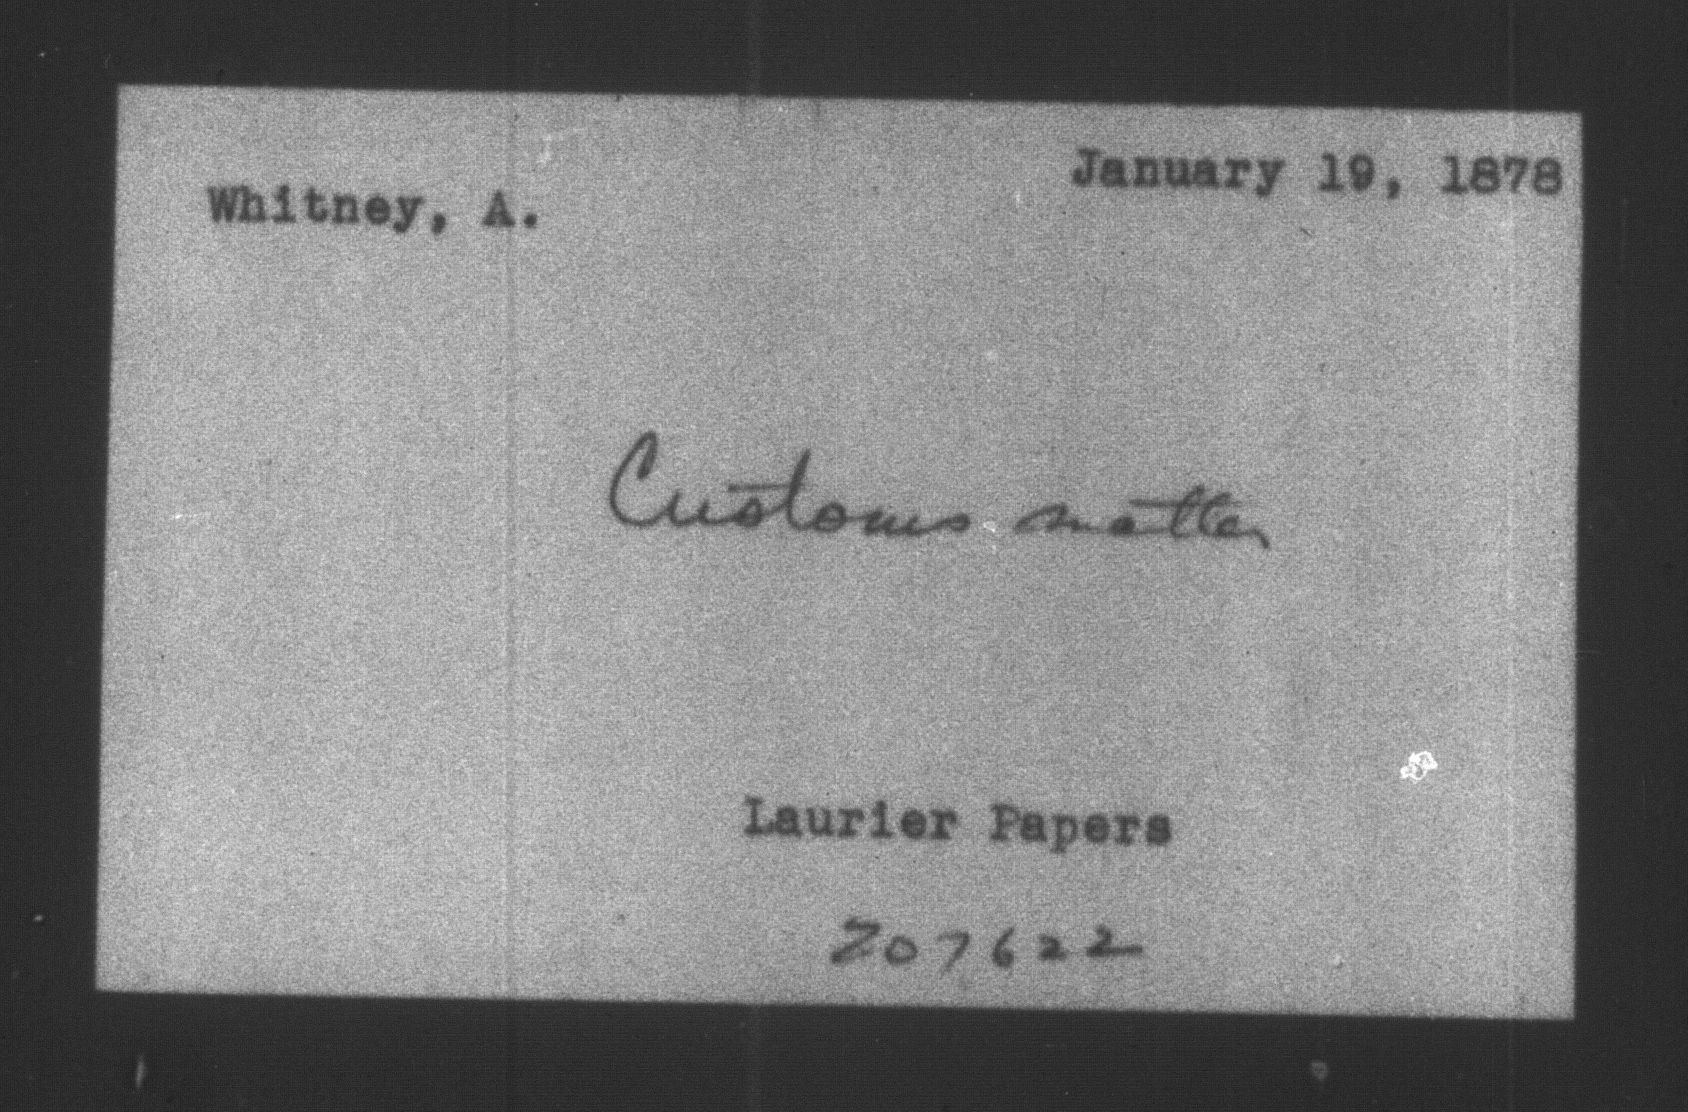 January 19, 1878
Whitney, A.
Customs matter
Laurier Papers
207622